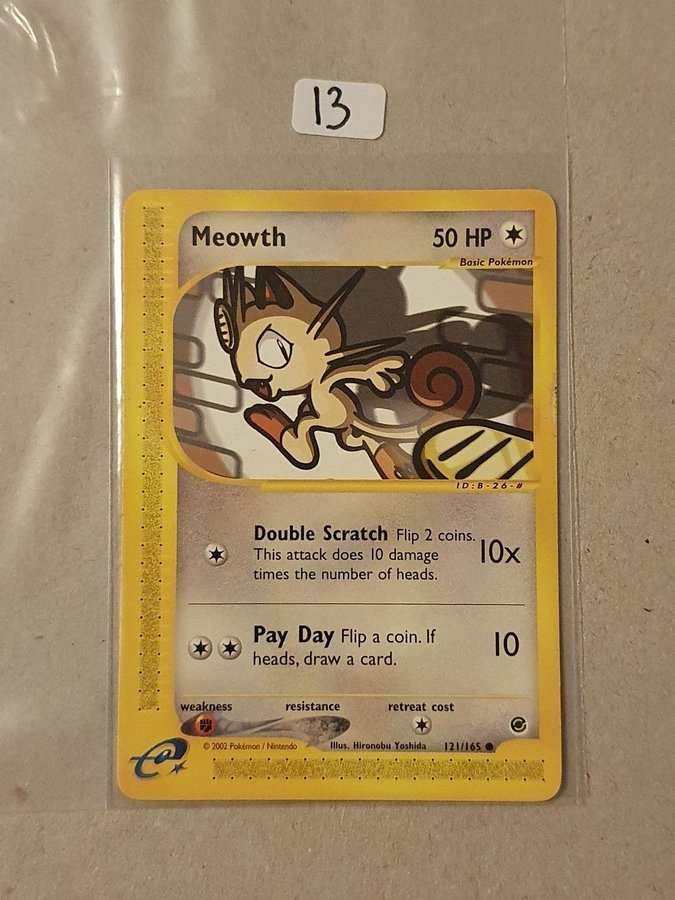 13
Meowth 50 HP
Basic Pokémon
ID:B-26-#
Double Scratch Flip 2 coins.
This attack does 10 damage
times the number of heads.
10x
Pay Day Flip a coin. If
heads, draw a card.
10
weakness resistance retreat cost
© 2002 Pokémon / Nintendo Illus. Hironobu Yoshida 121/165
e